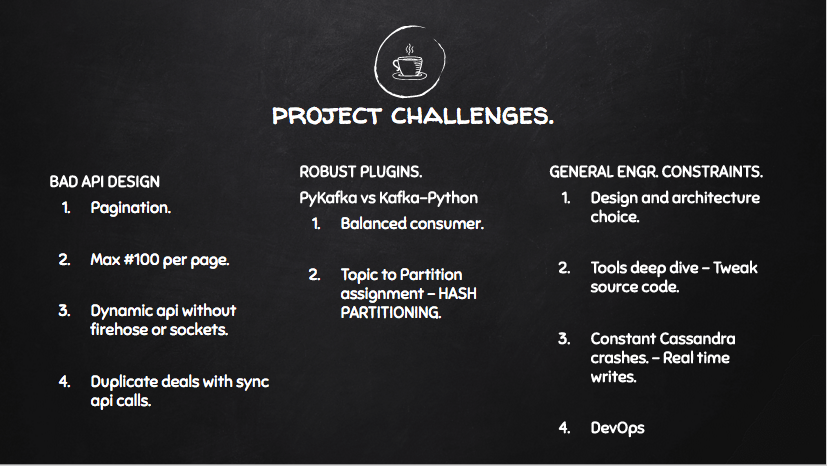 PROJECT CHALLENGES.
BAD API DESIGN
1. Pagination.
2. Max #100 per page.
3. Dynamic api without
firehose or sockets.
4. Duplicate deals with sync
api calls.
ROBUST PLUGINS.
PyKafka vs Kafka-Python
1. Balanced consumer.
2. Topic to Partition
assignment – HASH
PARTITIONING.
GENERAL ENGR. CONSTRAINTS.
1. Design and architecture
choice.
2. Tools deep dive – Tweak
source code.
3. Constant Cassandra
crashes. – Real time
writes.
4. DevOps